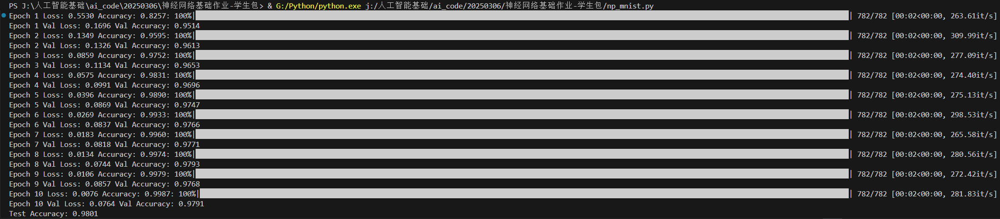 PS J:\人工智能基础\ai_code\20250306\神经网络基础作业-学生包> & G:/Python/python.exe j:/人工智能基础/ai_code/20250306/神经网络基础作业-学生包/np_mnist.py
Epoch 1 Loss: 0.5530 Accuracy: 0.8257: 100%|| 782/782 [00:02<00:00, 263.61it/s]
Epoch 1 Val Loss: 0.1696 Val Accuracy: 0.9514
Epoch 2 Loss: 0.1349 Accuracy: 0.9595: 100%|| 782/782 [00:02<00:00, 309.99it/s]
Epoch 2 Val Loss: 0.1326 Val Accuracy: 0.9613
Epoch 3 Loss: 0.0859 Accuracy: 0.9752: 100%|| 782/782 [00:02<00:00, 277.09it/s]
Epoch 3 Val Loss: 0.1134 Val Accuracy: 0.9653
Epoch 4 Loss: 0.0575 Accuracy: 0.9831: 100%|| 782/782 [00:02<00:00, 274.40it/s]
Epoch 4 Val Loss: 0.0991 Val Accuracy: 0.9696
Epoch 5 Loss: 0.0396 Accuracy: 0.9890: 100%|| 782/782 [00:02<00:00, 275.13it/s]
Epoch 5 Val Loss: 0.0869 Val Accuracy: 0.9747
Epoch 6 Loss: 0.0269 Accuracy: 0.9933: 100%|| 782/782 [00:02<00:00, 298.53it/s]
Epoch 6 Val Loss: 0.0837 Val Accuracy: 0.9766
Epoch 7 Loss: 0.0183 Accuracy: 0.9960: 100%|| 782/782 [00:02<00:00, 265.58it/s]
Epoch 7 Val Loss: 0.0818 Val Accuracy: 0.9771
Epoch 8 Loss: 0.0134 Accuracy: 0.9974: 100%|| 782/782 [00:02<00:00, 280.56it/s]
Epoch 8 Val Loss: 0.0744 Val Accuracy: 0.9793
Epoch 9 Loss: 0.0106 Accuracy: 0.9979: 100%|| 782/782 [00:02<00:00, 272.42it/s]
Epoch 9 Val Loss: 0.0857 Val Accuracy: 0.9768
Epoch 10 Loss: 0.0076 Accuracy: 0.9987: 100%|| 782/782 [00:02<00:00, 281.83it/s]
Epoch 10 Val Loss: 0.0764 Val Accuracy: 0.9791
Test Accuracy: 0.9801